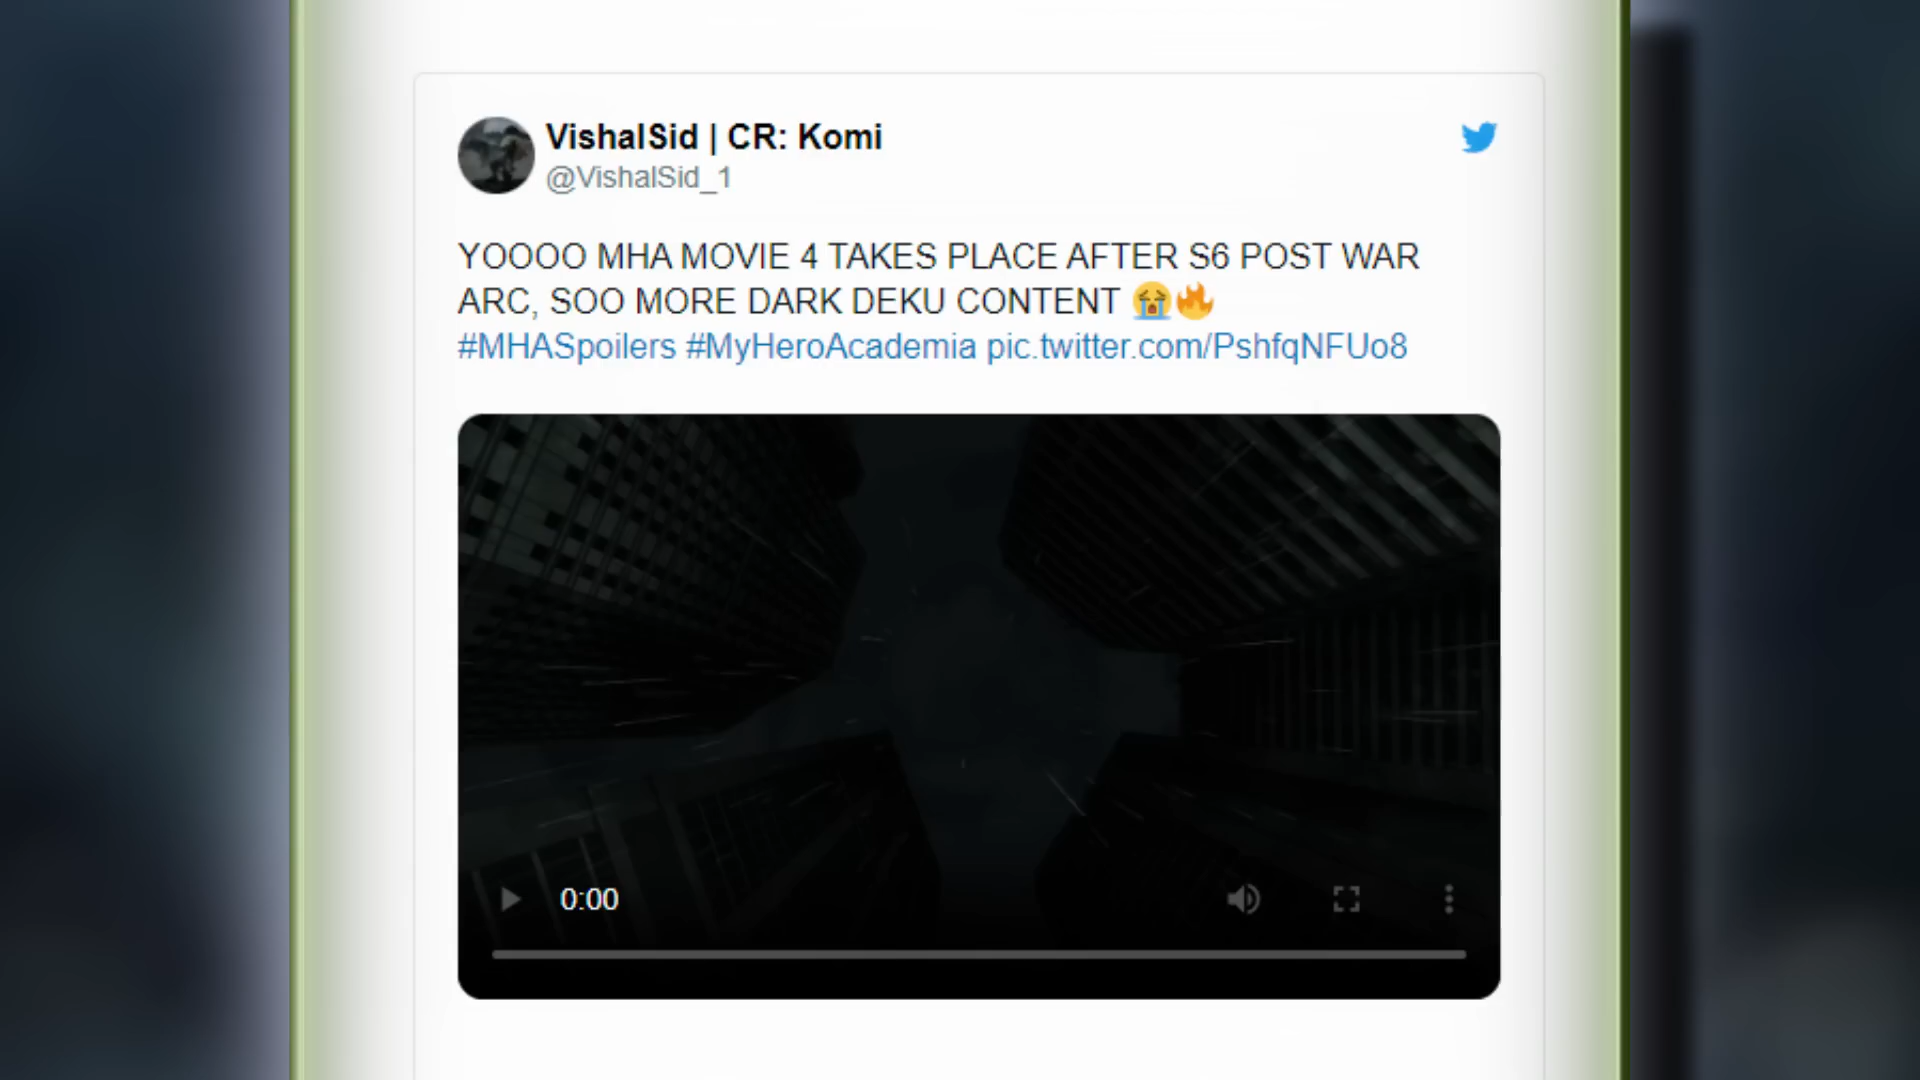 VishalSid | CR: Komi
@VishalSid_1
YOOOO MHA MOVIE 4 TAKES PLACE AFTER S6 POST WAR
ARC, SOO MORE DARK DEKU CONTENT 😭🔥
#MHASpoilers #MyHeroAcademia pic.twitter.com/PshfqNFUo8
0:00